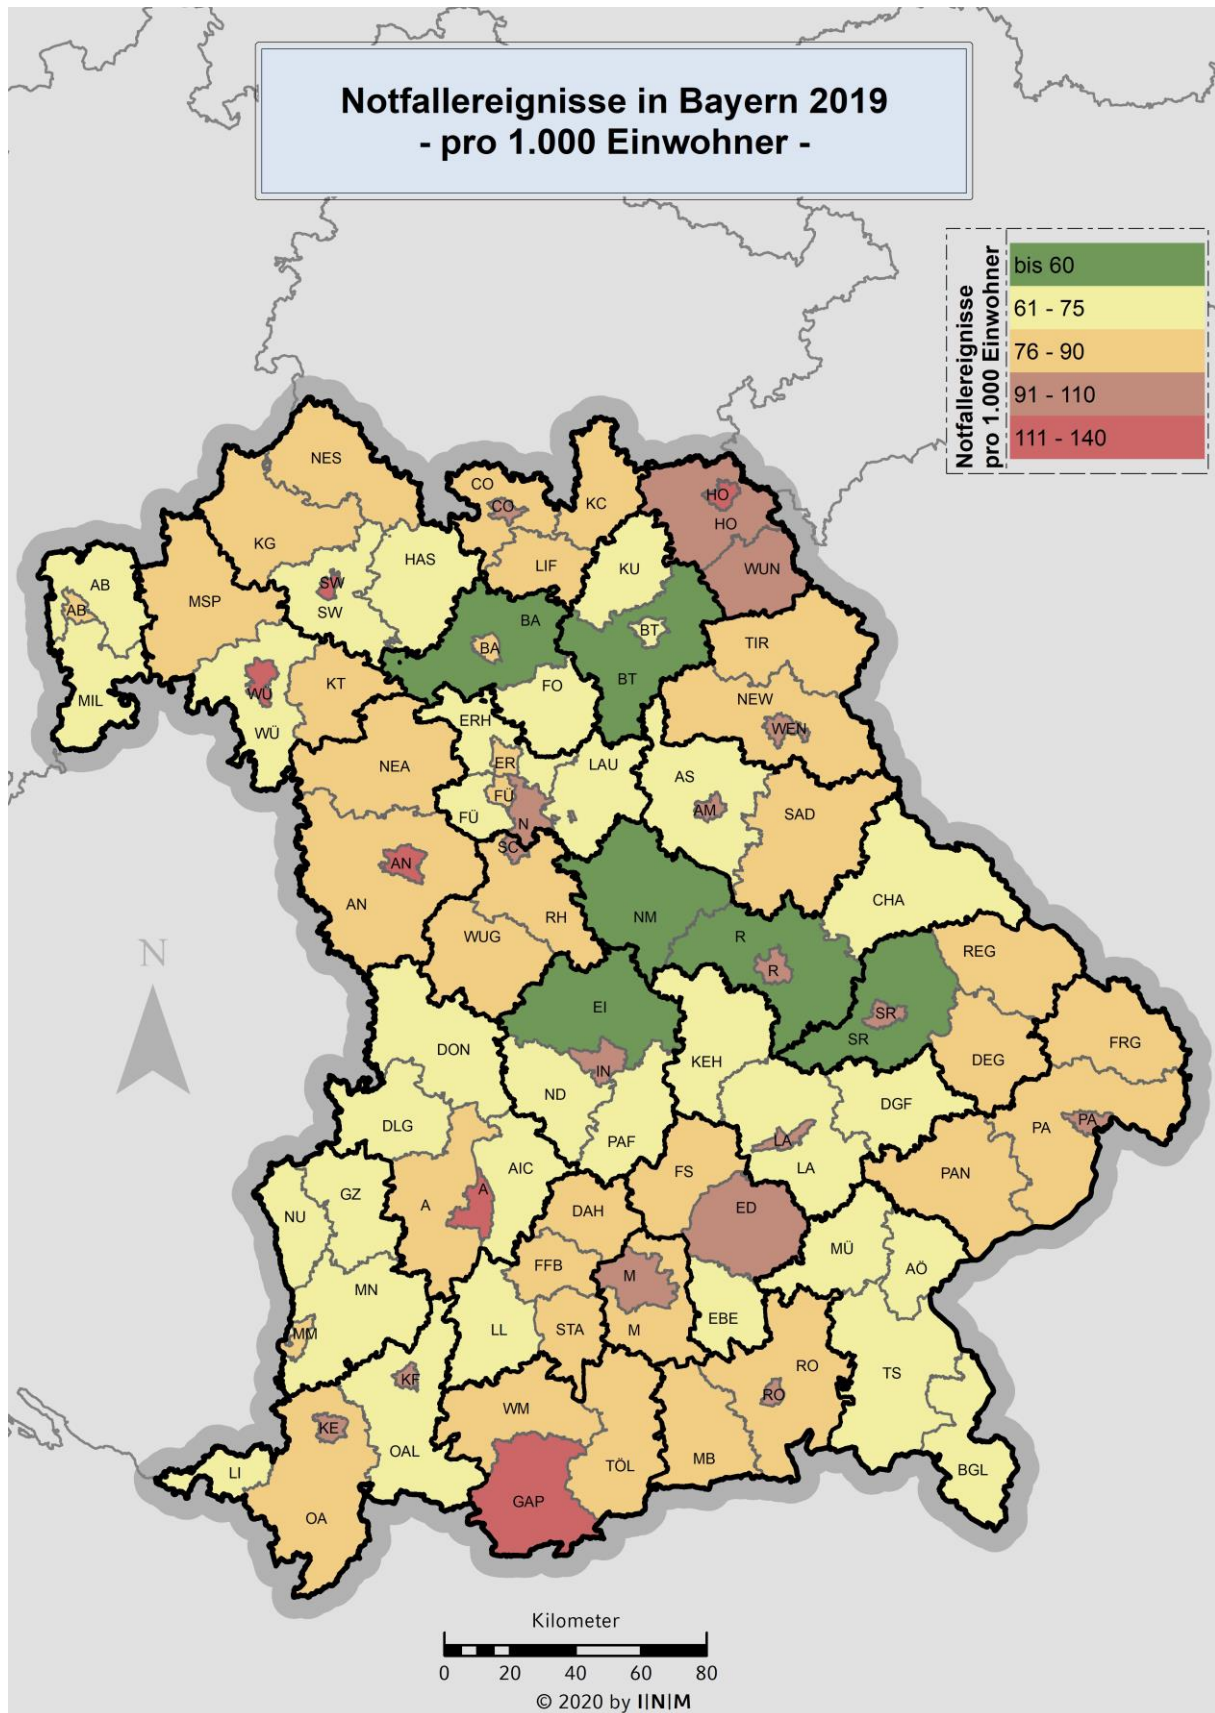 Notfallereignisse in Bayern 2019
- pro 1.000 Einwohner -
Notfallereignisse
pro 1.000 Einwohner
bis 60
61 - 75
76 - 90
91 - 110
111 - 140
NES
CO
CO
KC
HO
HO
KG
HAS
LIF
KU
WUN
AB
AB
MSP
SW
SW
BA
BA
BT
BT
TIR
MIL
WÜ
WÜ
KT
FO
NEW
WEN
ERH
NEA
ER
LAU
AS
FÜ
FÜ
N
AM
SAD
SC
AN
AN
CHA
RH
NM
R
R
WUG
REG
N
EI
SR
SR
DON
KEH
DEG
FRG
IN
ND
DGF
DLG
PAF
LA
LA
PA
PA
AIC
FS
PAN
GZ
NU
A
A
DAH
ED
MÜ
AÖ
FFB
M
M
MN
MM
LL
STA
EBE
RO
RO
TS
KF
KE
WM
OAL
LI
TÖL
MB
BGL
GAP
OA
Kilometer
0 20 40 60 80
© 2020 by I|N|M